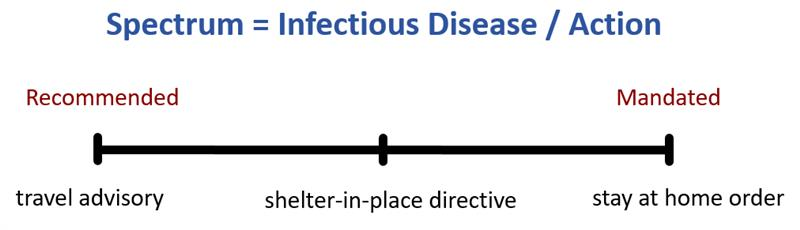 Spectrum = Infectious Disease / Action
Recommended Mandated
travel advisory shelter-in-place directive stay at home order